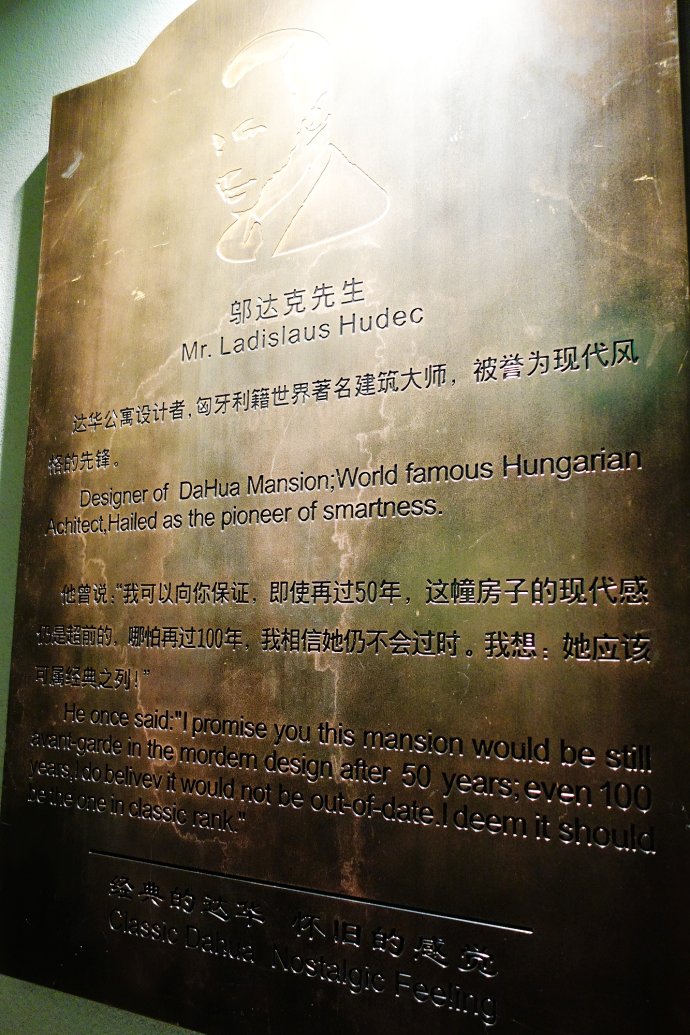 邬达克先生
Mr. Ladislaus Hudec
达华公寓设计者,匈牙利籍世界著名建筑大师，被誉为现代风
格的先锋。
Designer of DaHua Mansion;World famous Hungarian
Achitect,Hailed as the pioneer of smartness.
他曾说:“我可以向你保证，即使再过50年，这幢房子的现代感
仍是超前的，哪怕再过100年，我相信她仍不会过时。我想：她应该
可属经典之列！”
He once said:"I promise you this mansion would be still
avant-garde in the mordern design after 50 years;even 100
years,I do belivev it would not be out-of-date.I deem it should
be the one in classic rank."
经典的达华 怀旧的感觉
Classic Dahua Nostalgic Feeling